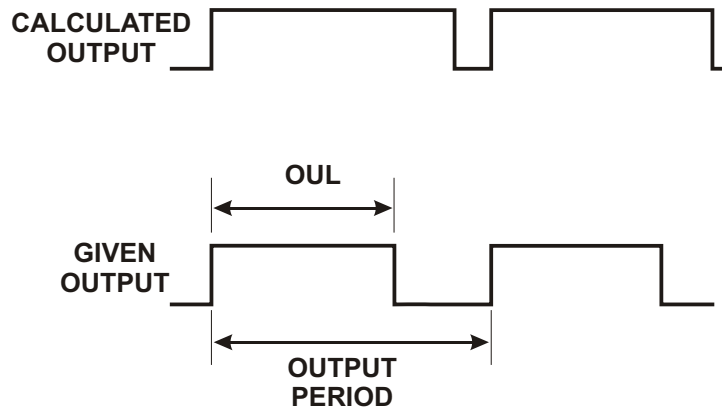 CALCULATED
OUTPUT
OUL
GIVEN
OUTPUT
OUTPUT
PERIOD